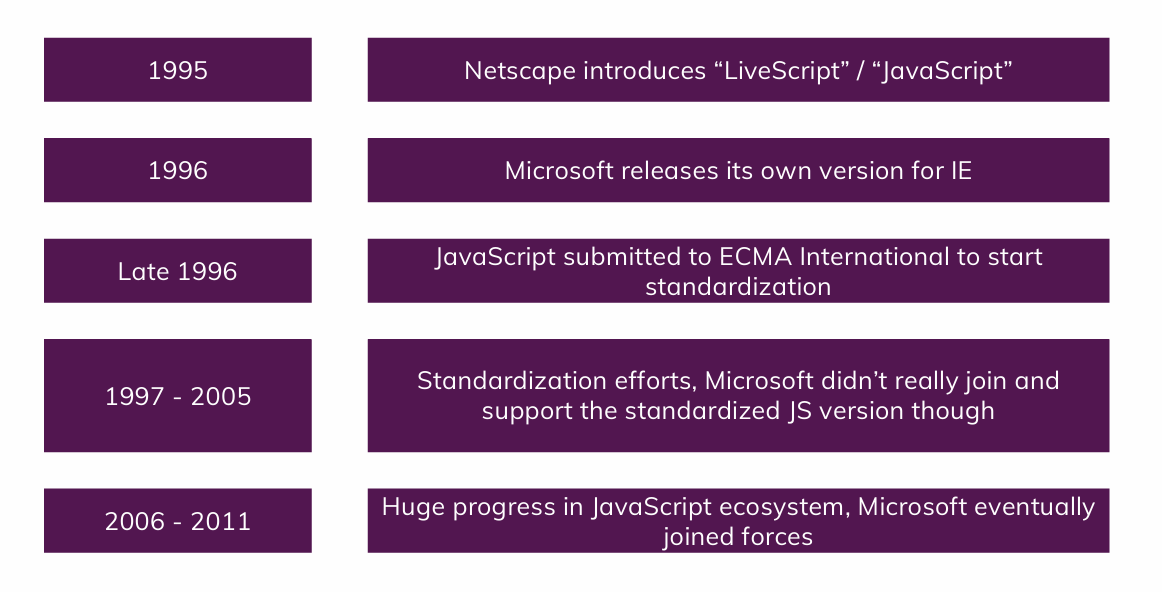 1995
Netscape introduces “LiveScript” / “JavaScript”
1996
Microsoft releases its own version for IE
Late 1996
JavaScript submitted to ECMA International to start
standardization
1997 - 2005
Standardization efforts, Microsoft didn’t really join and
support the standardized JS version though
2006 - 2011
Huge progress in JavaScript ecosystem, Microsoft eventually
joined forces